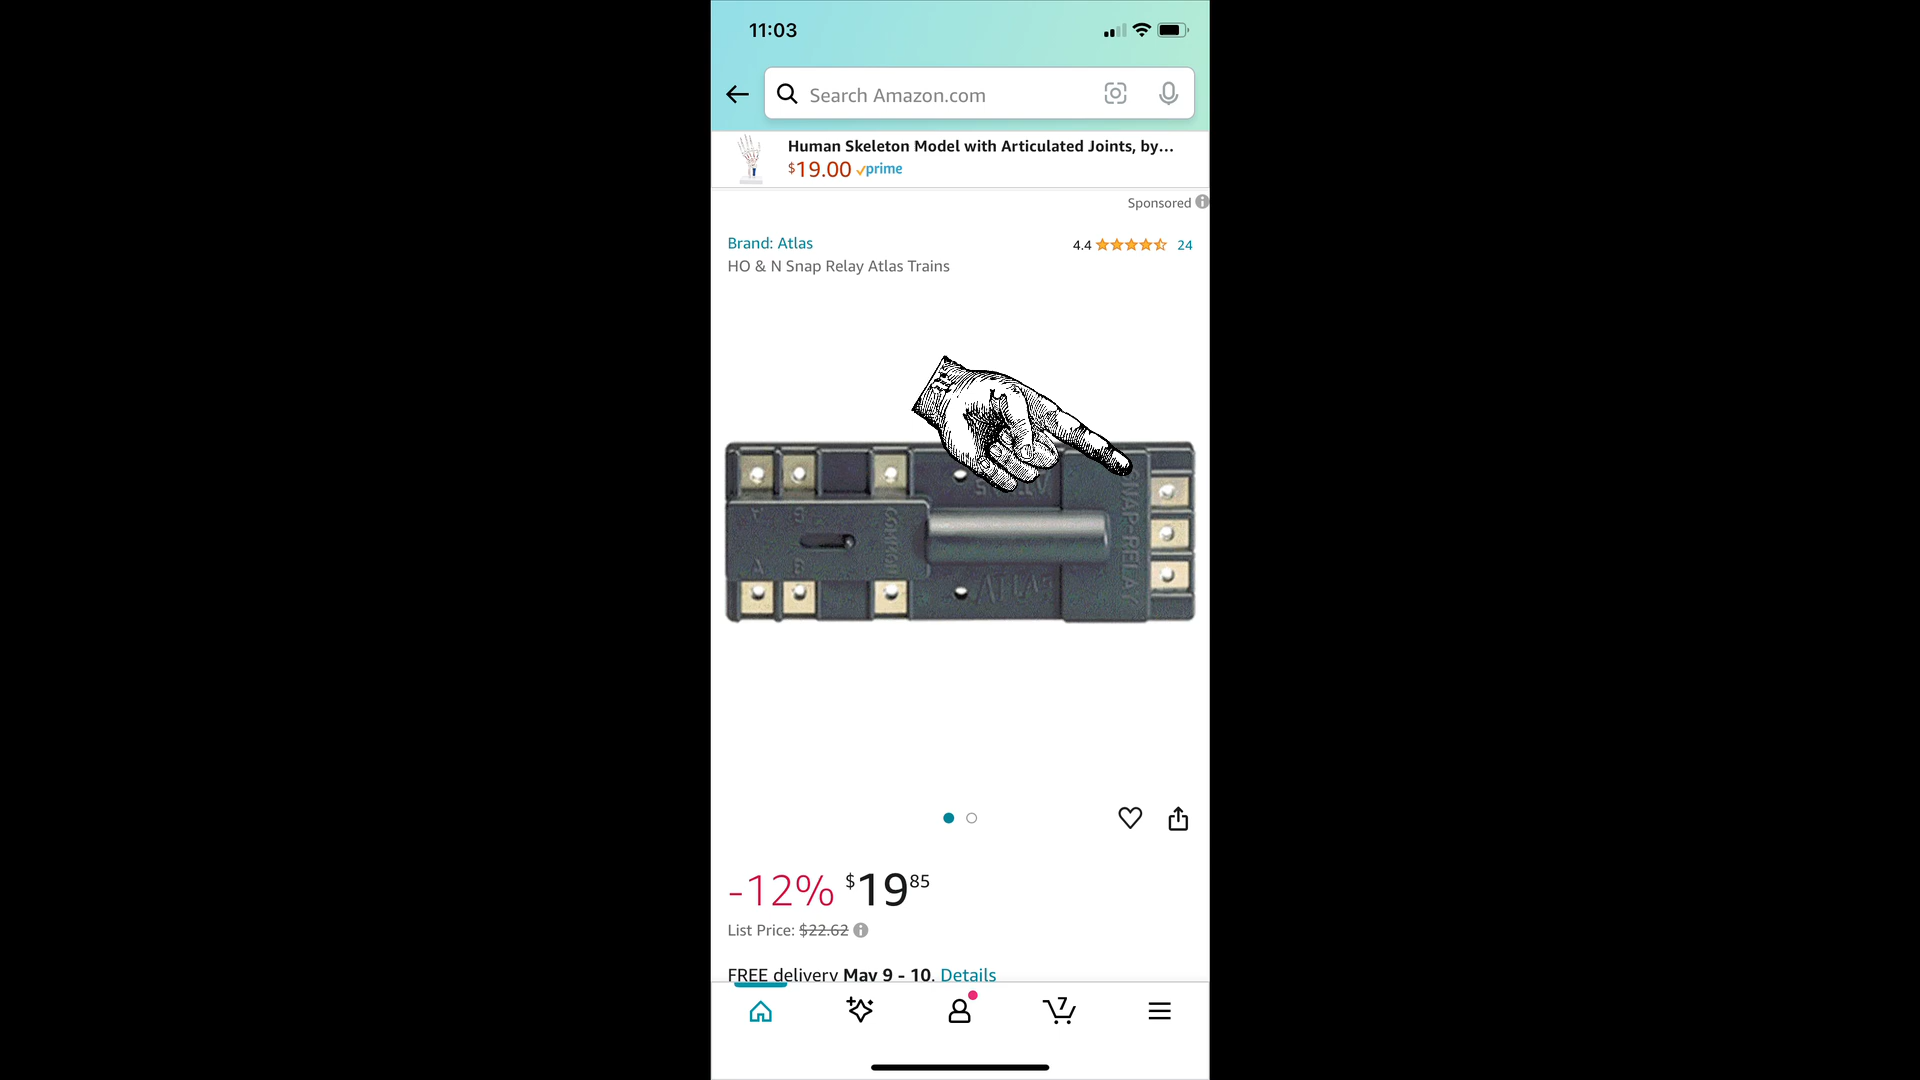 11:03
Search Amazon.com
Human Skeleton Model with Articulated Joints, by...
$19.00 prime
Sponsored
Brand: Atlas
4.4 24
HO & N Snap Relay Atlas Trains
ATLAS
A B COMMON
SNAP-RELAY
A B
ATLAS
-12% $19 85
List Price: $22.62
FREE delivery May 9 - 10. Details
7